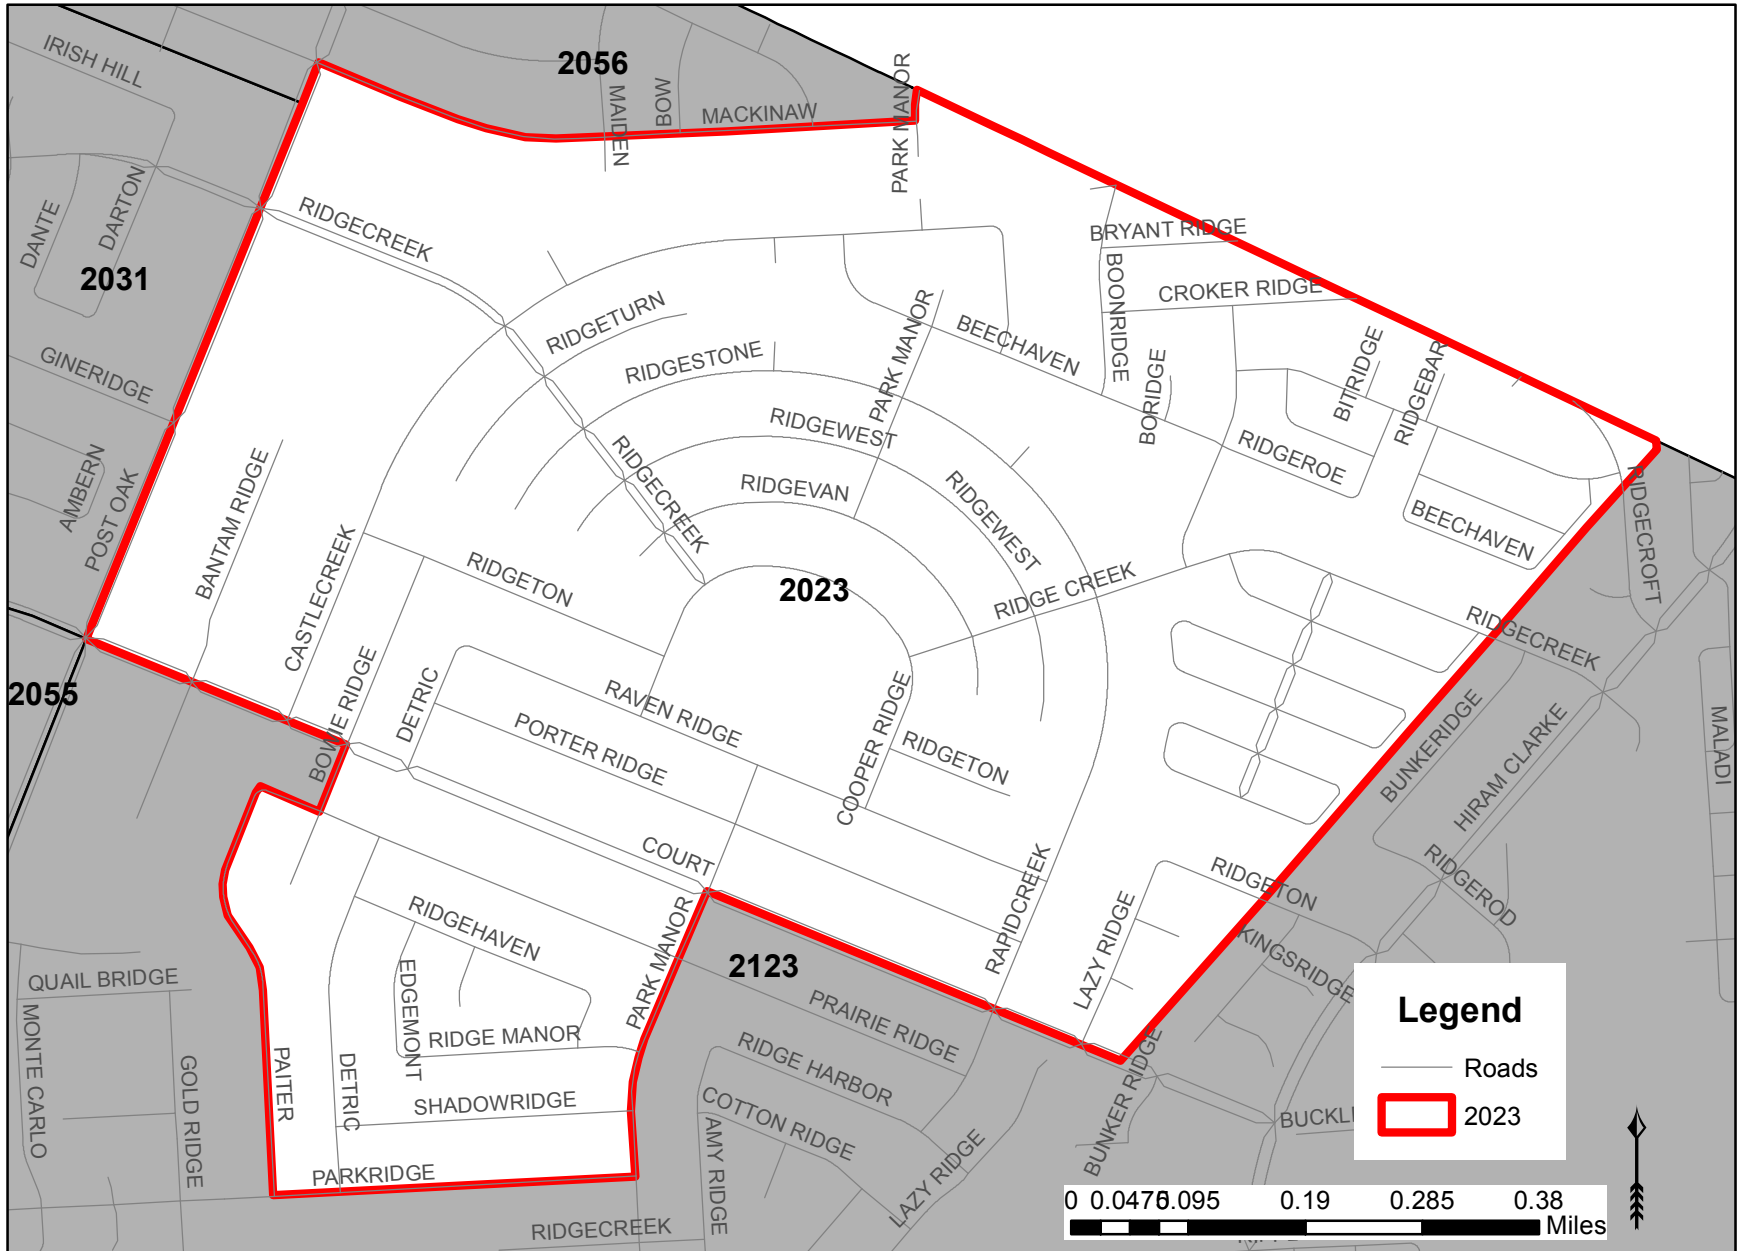 IRISH HILL
2056
MAIDEN
BOW
MACKINAW
PARK MANOR
DANTE
DARTON
2031
RIDGECREEK
BRYANT RIDGE
BOONRIDGE
CROKER RIDGE
RIDGETURN
RIDGESTONE
PARK MANOR
BEECHAVEN
GINERIDGE
BITRIDGE
RIDGEBAR
BORIDGE
RIDGEWEST
RIDGECREEK
RIDGEVAN
RIDGEWEST
RIDGEROE
BEECHAVEN
RIDGECROFT
AMBERN
POST OAK
BANTAM RIDGE
CASTLECREEK
RIDGETON
2023
RIDGE CREEK
RIDGECREEK
2055
BOWIE RIDGE
DETRIC
RAVEN RIDGE
PORTER RIDGE
COOPER RIDGE
RIDGETON
BUNKERIDGE
HIRAM CLARKE
MALADI
COURT
RAPIDCREEK
LAZY RIDGE
RIDGETON
RIDGEROD
RIDGEHAVEN
EDGEMONT
PARK MANOR
2123
KINGSRIDGE
QUAIL BRIDGE
MONTE CARLO
GOLD RIDGE
PAITER
DETRIC
RIDGE MANOR
SHADOWRIDGE
PARKRIDGE
PRAIRIE RIDGE
RIDGE HARBOR
COTTON RIDGE
AMY RIDGE
LAZY RIDGE
BUNKER RIDGE
RIDGECREEK
Legend
Roads
2023
0 0.0475 0.095 0.19 0.285 0.38
Miles